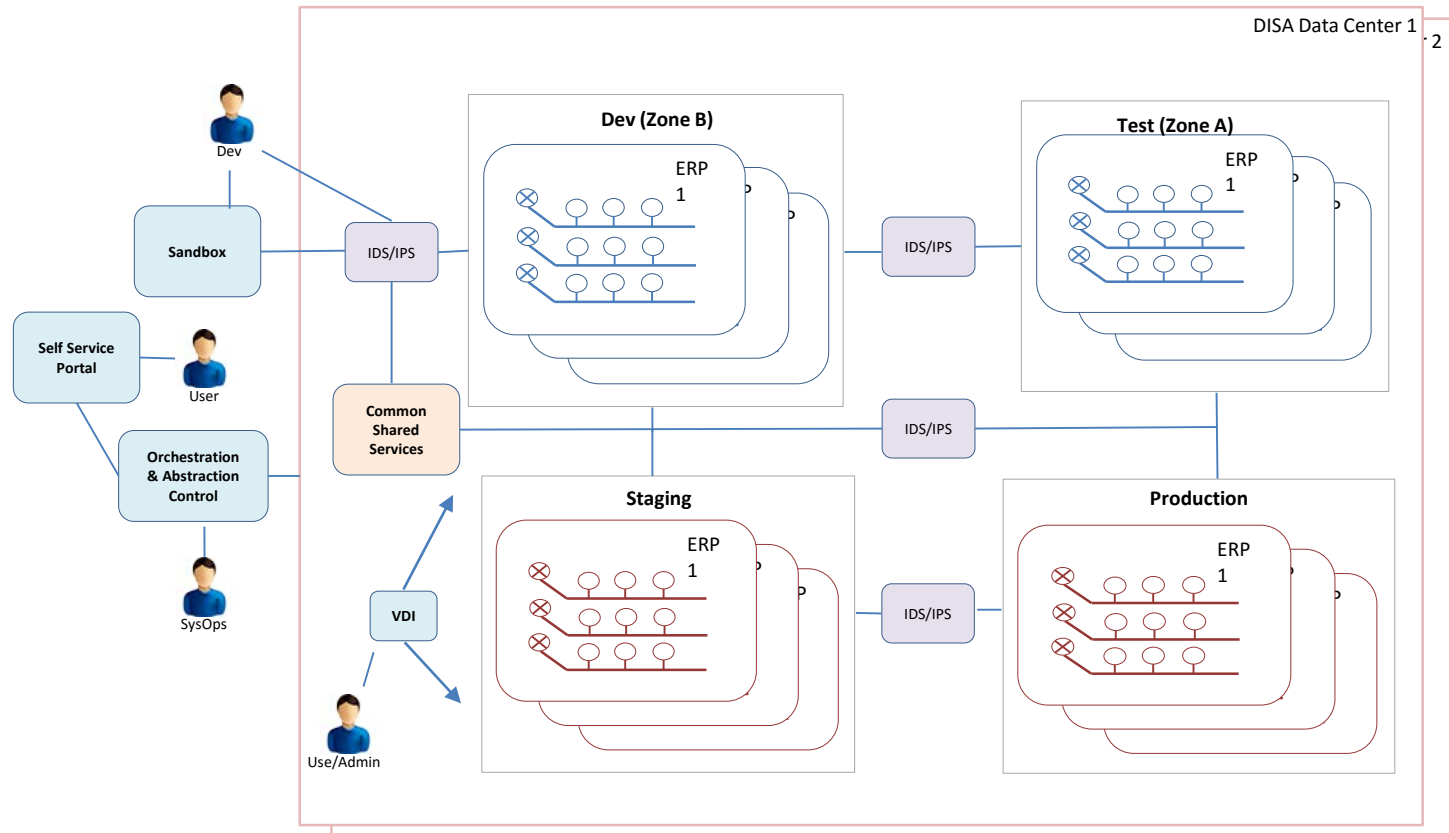 DISA Data Center 1
2
Dev
Dev (Zone B)
ERP
1
P
P
Test (Zone A)
ERP
1
P
P
Sandbox
IDS/IPS
IDS/IPS
Self Service
Portal
User
Common
Shared
Services
IDS/IPS
Orchestration
& Abstraction
Control
SysOps
Staging
ERP
1
P
P
Production
ERP
1
P
P
VDI
IDS/IPS
Use/Admin